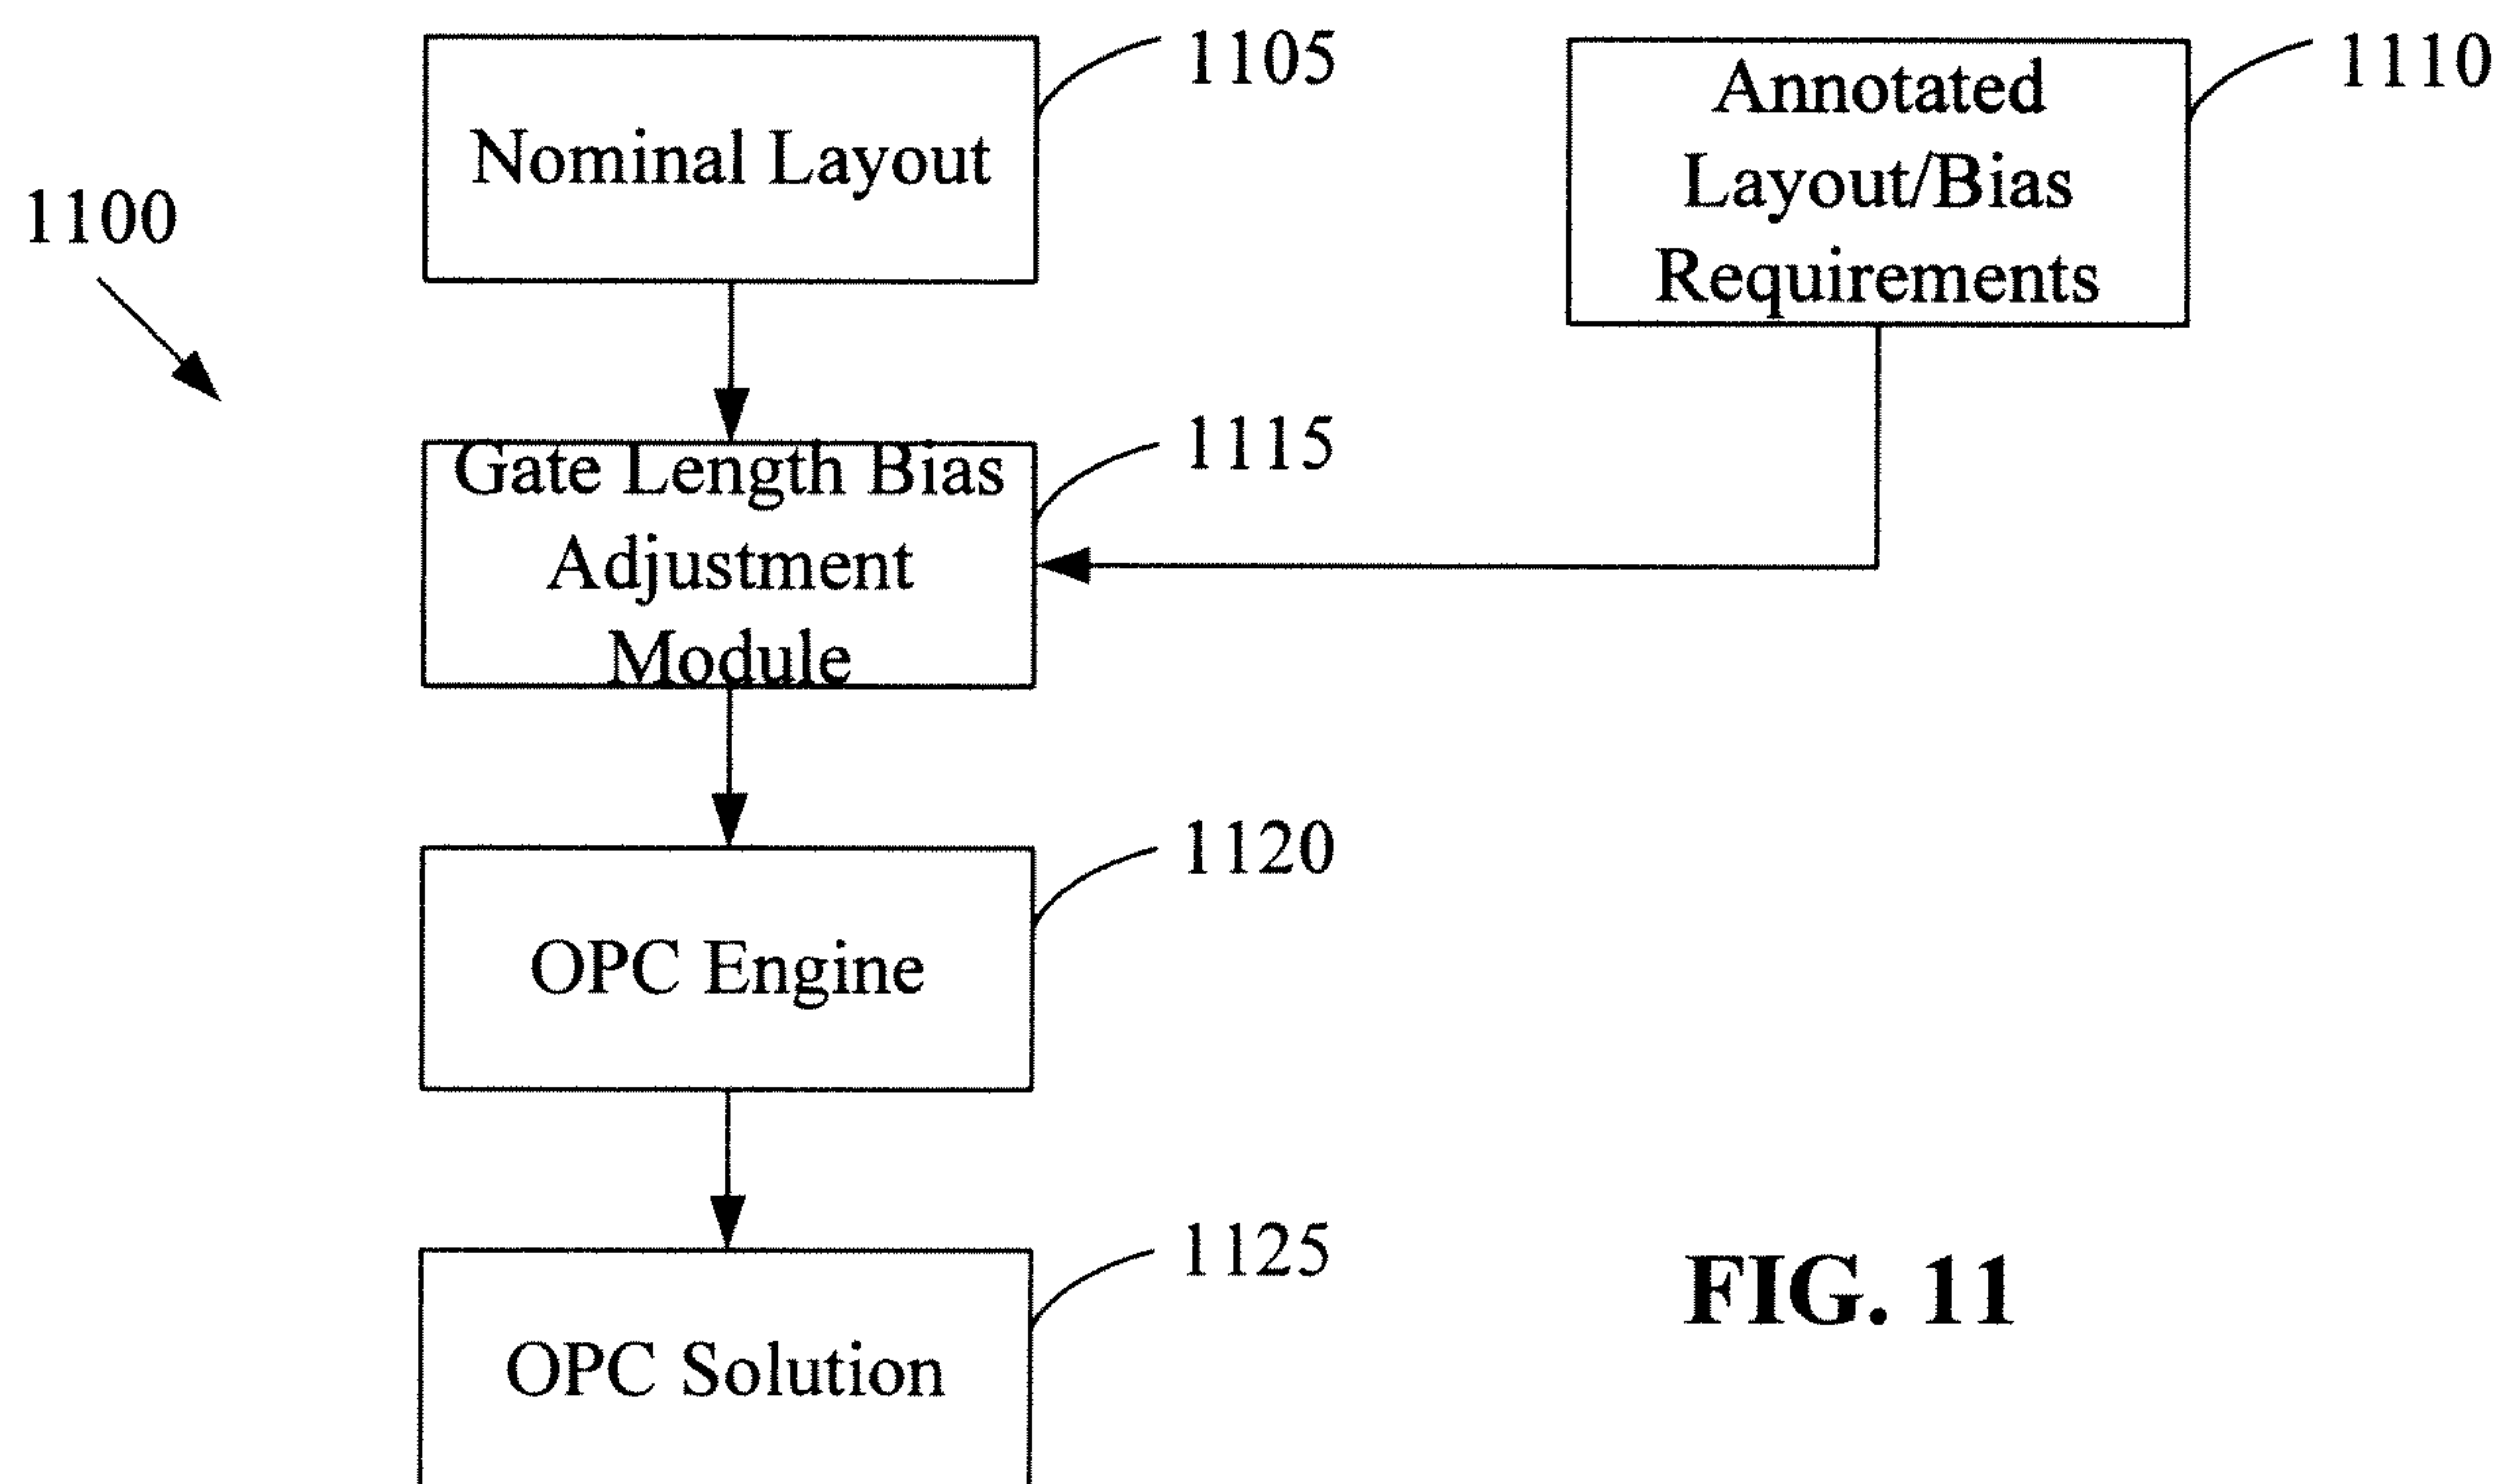 1105
1110
Nominal Layout
Annotated
Layout/Bias
Requirements
1100
1115
Gate Length Bias
Adjustment
Module
1120
OPC Engine
1125
OPC Solution
FIG. 11